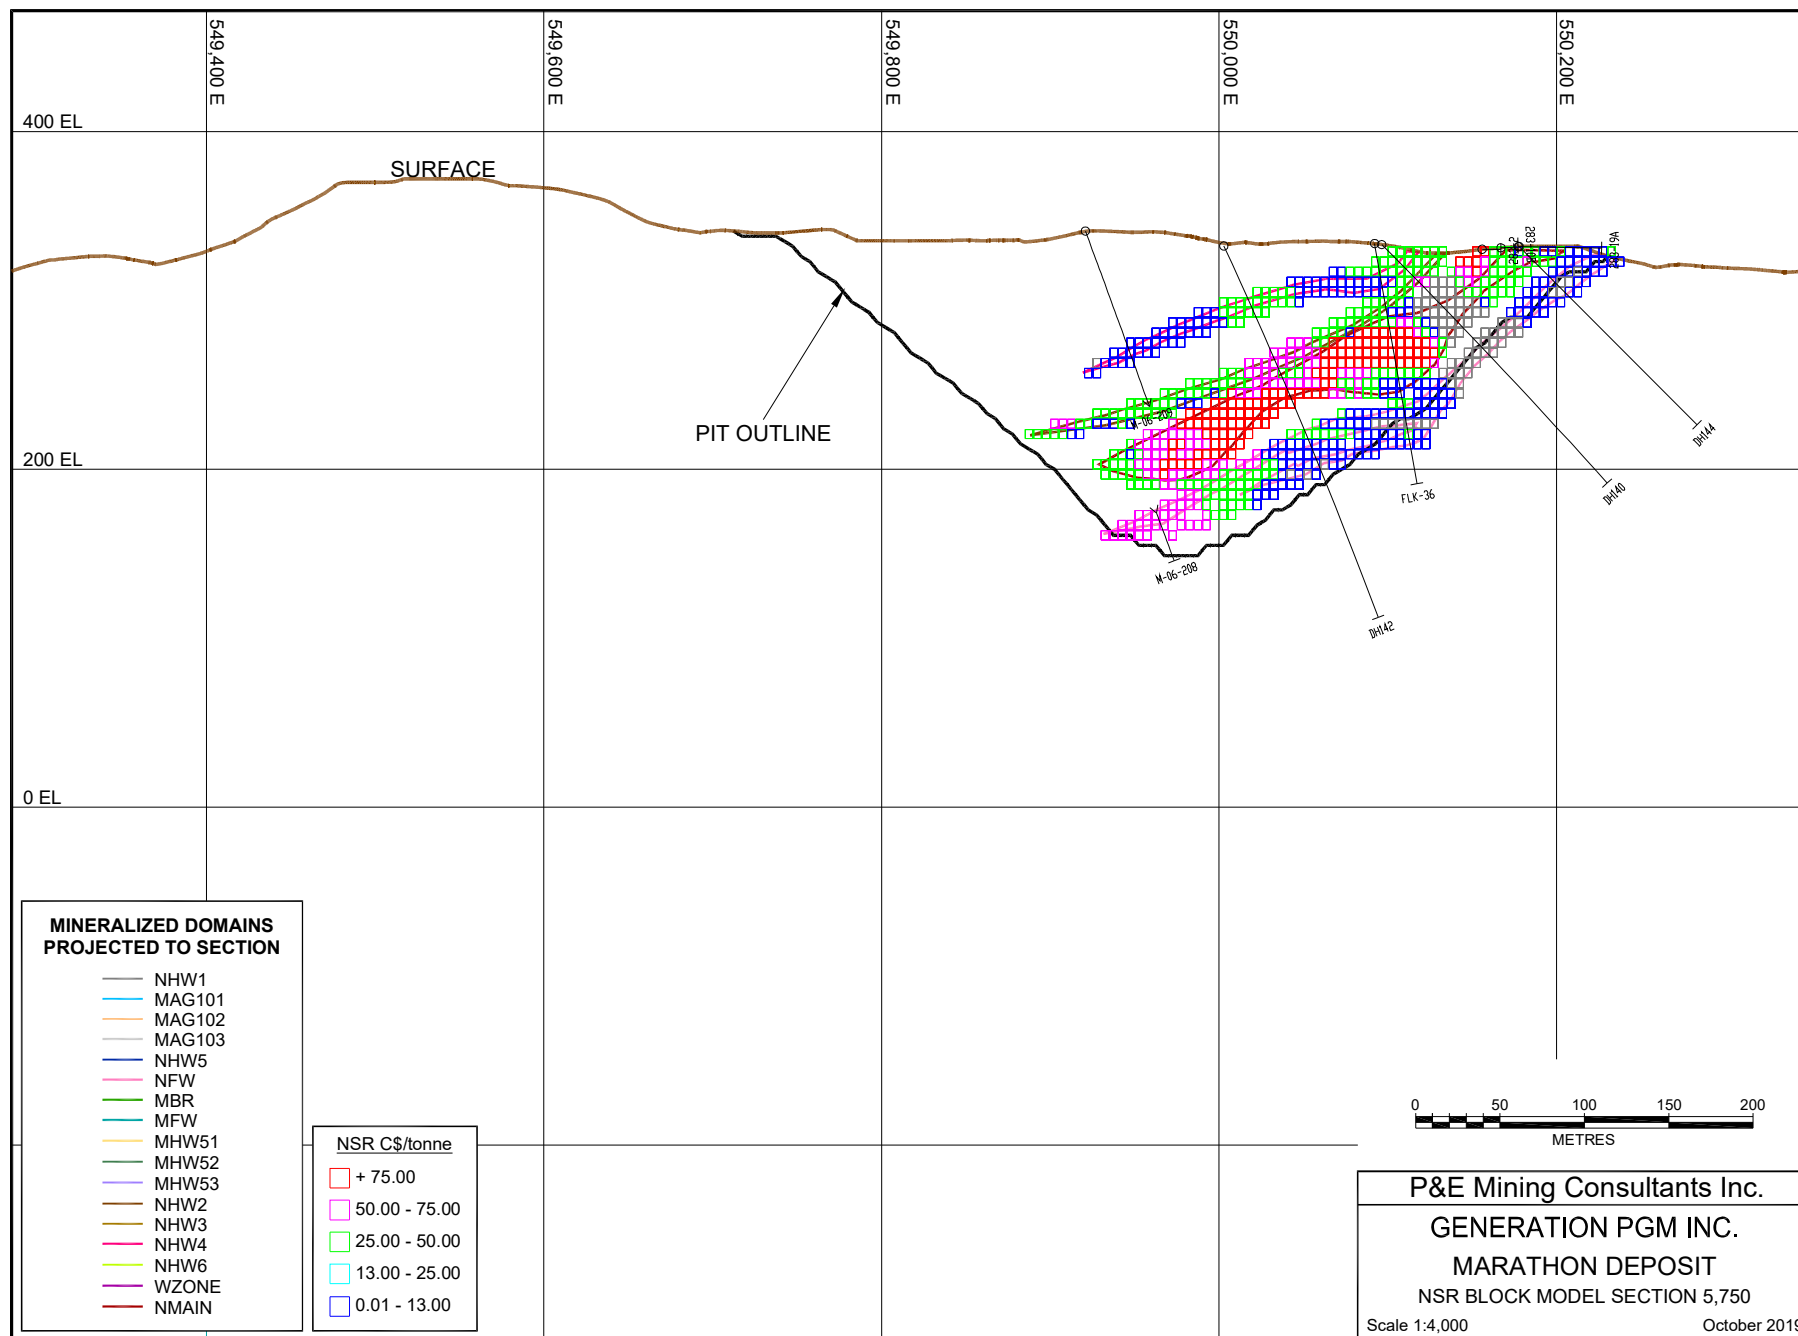 549,400 E
549,600 E
549,800 E
550,000 E
550,200 E
400 EL
SURFACE
PIT OUTLINE
200 EL
0 EL
M-06-209
M-06-208
DH142
FLK-36
DH140
DH144
MINERALIZED DOMAINS
PROJECTED TO SECTION
NHW1
MAG101
MAG102
MAG103
NHW5
NFW
MBR
MFW
MHW51
MHW52
MHW53
NHW2
NHW3
NHW4
NHW6
WZONE
NMAIN
NSR C$/tonne
+ 75.00
50.00 - 75.00
25.00 - 50.00
13.00 - 25.00
0.01 - 13.00
0 50 100 150 200
METRES
P&E Mining Consultants Inc.
GENERATION PGM INC.
MARATHON DEPOSIT
NSR BLOCK MODEL SECTION 5,750
Scale 1:4,000 October 2019